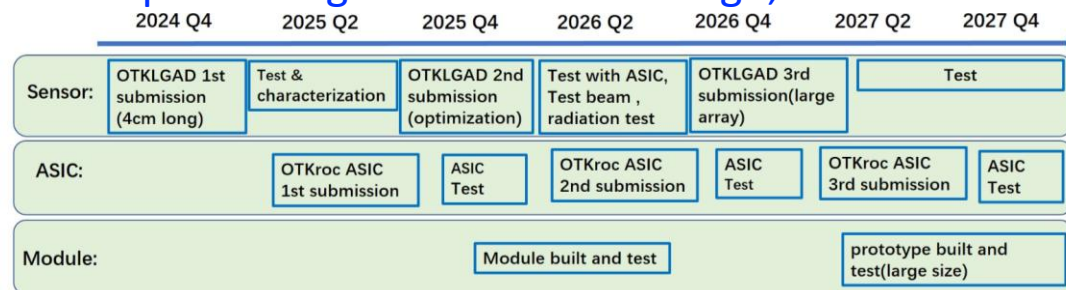 2024 Q4 2025 Q2 2025 Q4 2026 Q2 2026 Q4 2027 Q2 2027 Q4
Sensor:
OTKLGAD 1st
submission
(4cm long)
Test &
characterization
OTKLGAD 2nd
submission
(optimization)
Test with ASIC,
Test beam ,
radiation test
OTKLGAD 3rd
submission(large
array)
Test
ASIC:
OTKroc ASIC
1st submission
ASIC
Test
OTKroc ASIC
2nd submission
ASIC
Test
OTKroc ASIC
3rd submission
ASIC
Test
Module:
Module built and test
prototype built and
test(large size)